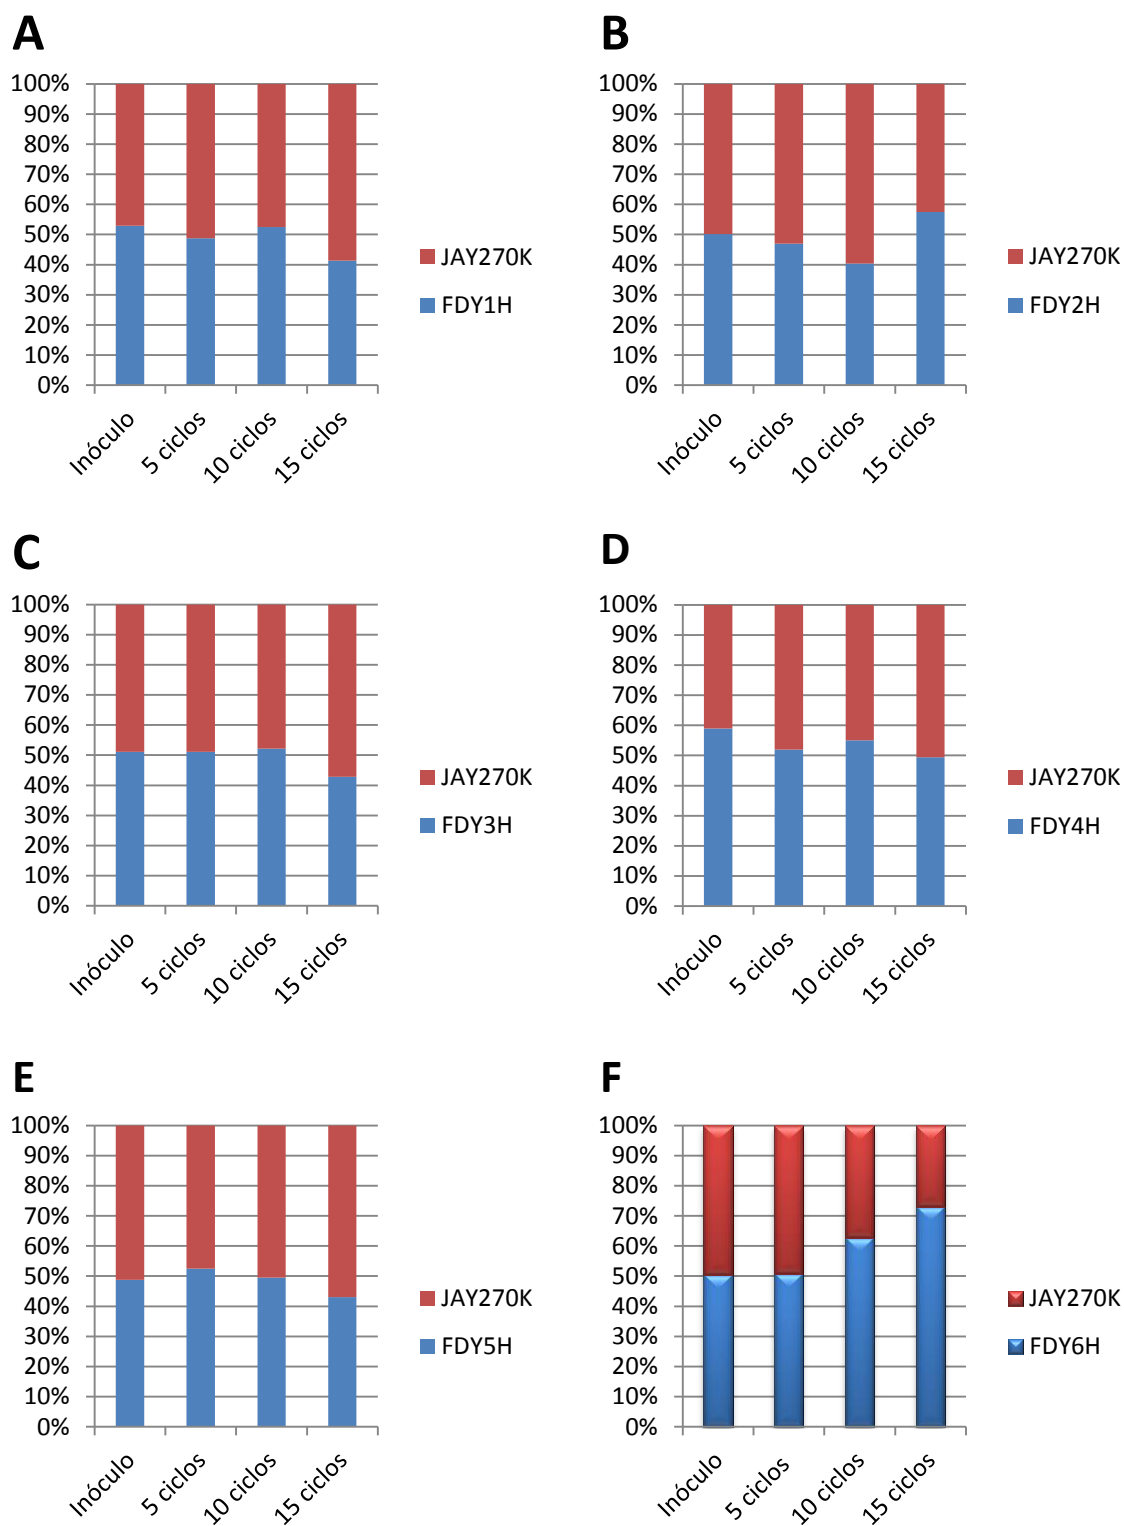 A
100%
90%
80%
70%
60%
50%
40%
30%
20%
10%
0%
Inóculo
5 ciclos
10 ciclos
15 ciclos
JAY270K
FDY1H
B
100%
90%
80%
70%
60%
50%
40%
30%
20%
10%
0%
Inóculo
5 ciclos
10 ciclos
15 ciclos
JAY270K
FDY2H
C
100%
90%
80%
70%
60%
50%
40%
30%
20%
10%
0%
Inóculo
5 ciclos
10 ciclos
15 ciclos
JAY270K
FDY3H
D
100%
90%
80%
70%
60%
50%
40%
30%
20%
10%
0%
Inóculo
5 ciclos
10 ciclos
15 ciclos
JAY270K
FDY4H
E
100%
90%
80%
70%
60%
50%
40%
30%
20%
10%
0%
Inóculo
5 ciclos
10 ciclos
15 ciclos
JAY270K
FDY5H
F
100%
90%
80%
70%
60%
50%
40%
30%
20%
10%
0%
Inóculo
5 ciclos
10 ciclos
15 ciclos
JAY270K
FDY6H